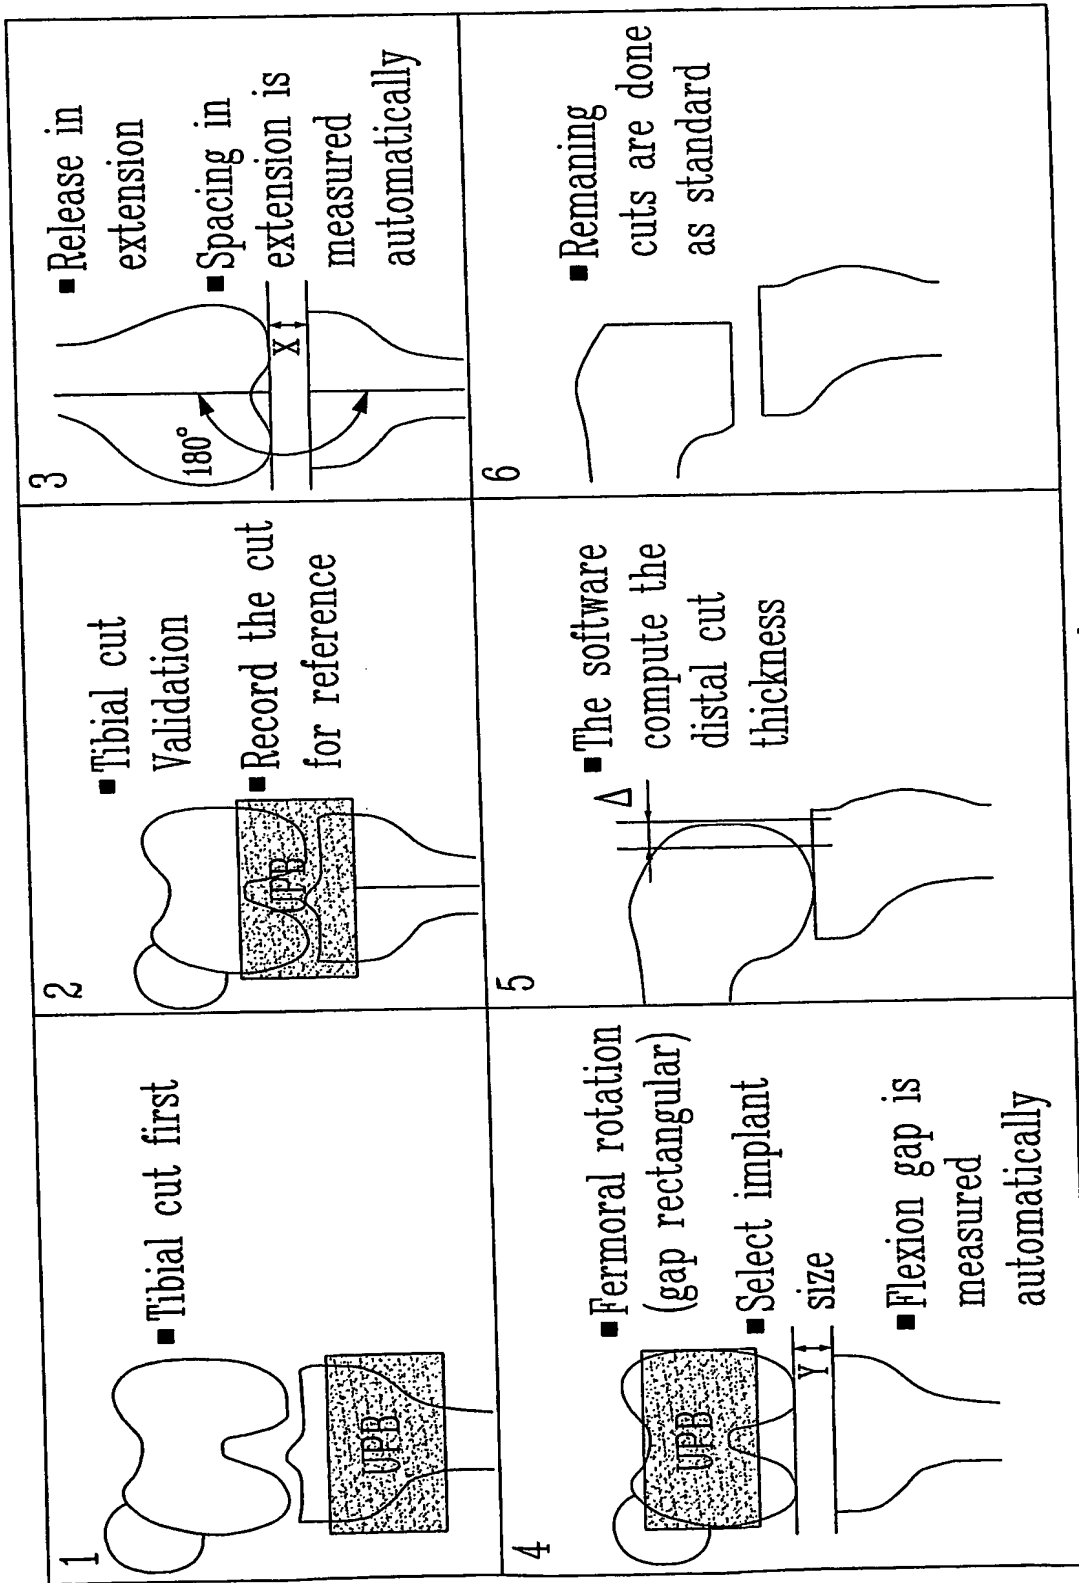 1
■Tibial cut first
UPB
2
■Tibial cut
Validation
■Record the cut
for reference
UPB
3
■Release in
extension
■Spacing in
extension is
measured
automatically
180°
X
4
■Fermoral rotation
(gap rectangular)
■Select implant
size
■Flexion gap is
measured
automatically
UPB
Y
5
■The software
compute the
distal cut
thickness
Δ
6
■Remaining
cuts are done
as standard